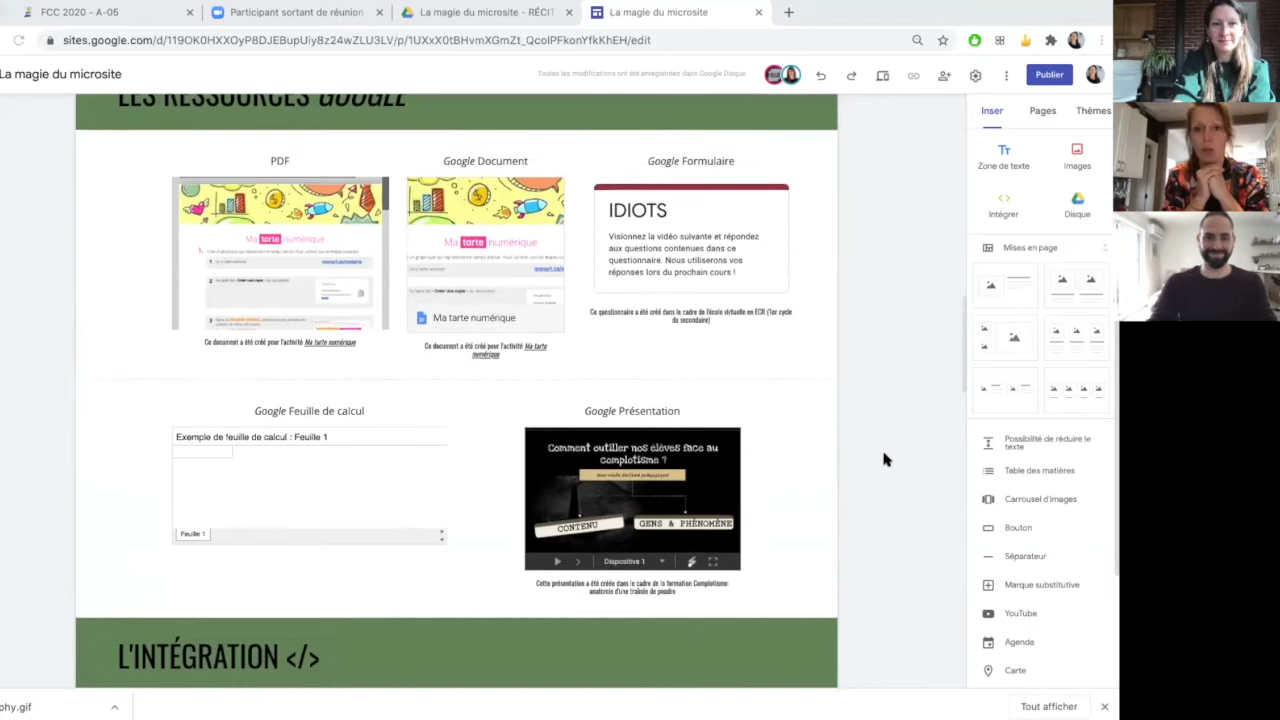 FCC 2020 - A-05
Participant sortant de réunion
La magie du microsite - RÉCIT
La magie du microsite
La magie du microsite
Toutes les modifications ont été enregistrées dans Google Disque
Publier
LES RESSOURCES GOOGLE
Inser
Pages
Thèmes
PDF
Google Document
Google Formulaire
Zone de texte
Images
Intégrer
Disque
Ma tarte numérique
Ma tarte numérique
Ma tarte numérique
IDIOTS
Visionnez la vidéo suivante et répondez
aux questions contenues dans ce
questionnaire. Nous utiliserons vos
réponses lors du prochain cours !
Mises en page
Ce document a été créé pour l'activité Ma tarte numérique
Ce document a été créé pour l'activité Ma tarte
numérique
Ce questionnaire a été créé dans le cadre de l'école virtuelle en ECR (1er cycle
du secondaire)
Google Feuille de calcul
Google Présentation
Exemple de feuille de calcul : Feuille 1
Feuille 1
Comment outiller nos élèves face au
complotisme ?
CONTENU
GENS & PHÉNOMÈNE
Diapositive 1
Cette présentation a été créée dans le cadre de la formation Complotisme:
anatomie d'une traînée de poudre
Possibilité de réduire le
texte
Table des matières
Carrousel d'images
Bouton
Séparateur
Marque substitutive
YouTube
Agenda
Carte
L'INTÉGRATION </>
phy.gif
Tout afficher